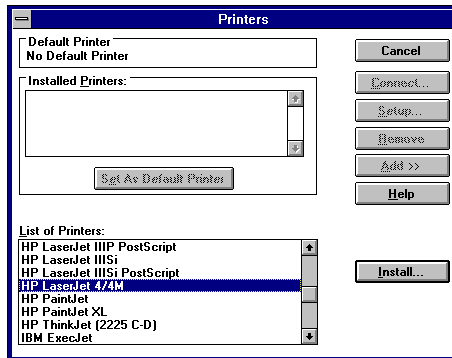 Printers
Default Printer
No Default Printer
Installed Printers:
Set As Default Printer
Cancel
Connect...
Setup...
Remove
Add >>
Help
List of Printers:
HP LaserJet IIIP PostScript
HP LaserJet IIISi
HP LaserJet IIISi PostScript
HP LaserJet 4/4M
HP PaintJet
HP PaintJet XL
HP ThinkJet (2225 C-D)
IBM ExecJet
Install...